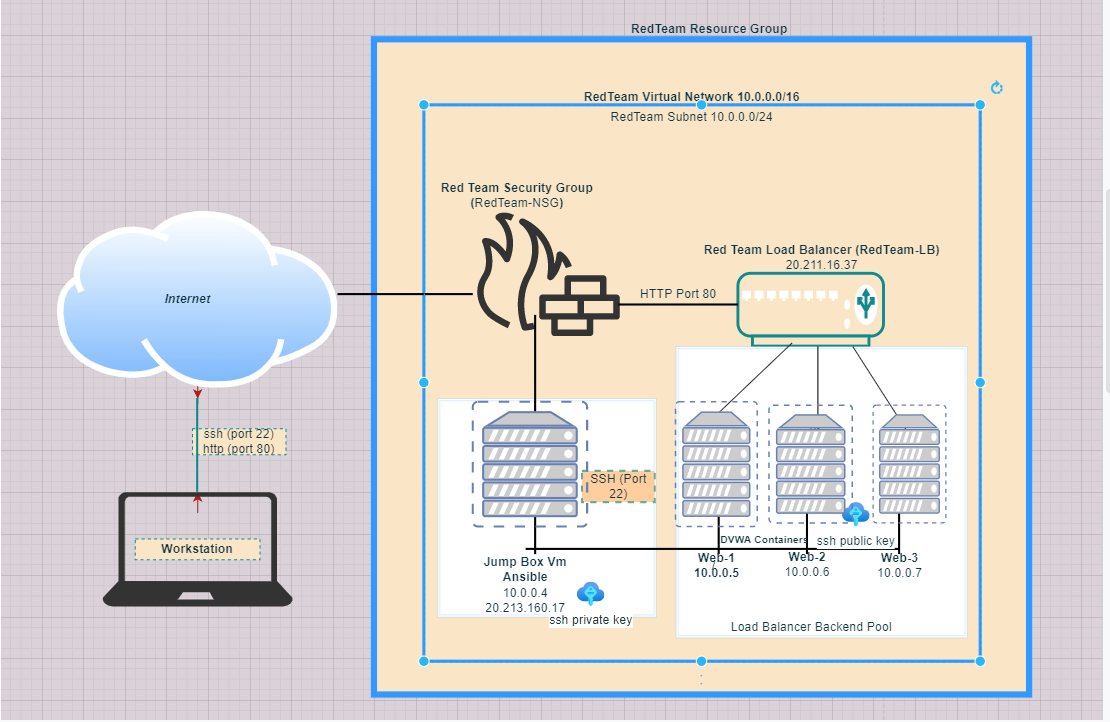 RedTeam Resource Group
RedTeam Virtual Network 10.0.0.0/16
RedTeam Subnet 10.0.0.0/24
Red Team Security Group
(RedTeam-NSG)
Red Team Load Balancer (RedTeam-LB)
20.211.16.37
HTTP Port 80
Internet
ssh (port 22)
http (port 80)
Workstation
SSH (Port
22)
Jump Box Vm
Ansible
10.0.0.4
20.213.160.17
ssh private key
DVWA Containers
ssh public key
Web-1
10.0.0.5
Web-2
10.0.0.6
Web-3
10.0.0.7
Load Balancer Backend Pool